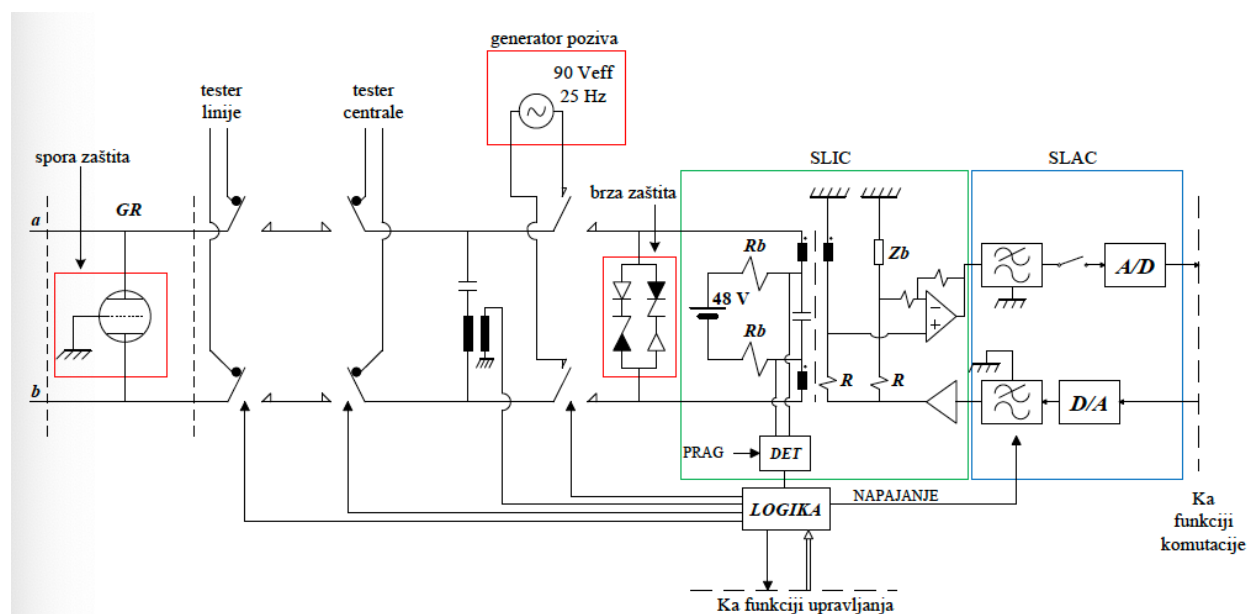 generator poziva
90 Veff
25 Hz
tester
linije
tester
centrale
spora zaštita
brza zaštita
SLIC
SLAC
a
GR
Rb
Zb
48 V
Rb
A/D
R
R
D/A
b
PRAG
DET
LOGIKA
NAPAJANJE
Ka
funkciji
komutacije
Ka funkciji upravljanja